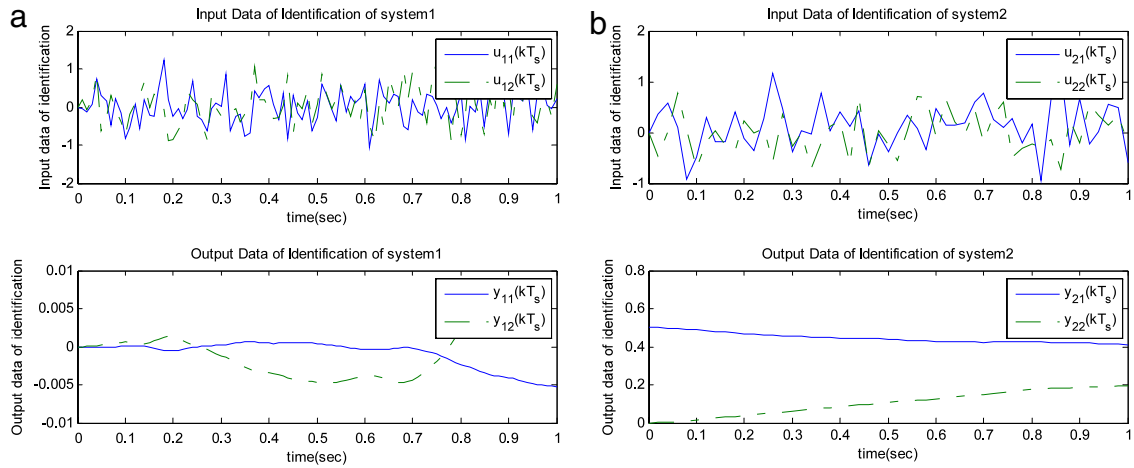 a
Input Data of Identification of system1
Input data of identification
2
1
0
-1
-2
u11(kTs)
u12(kTs)
0 0.1 0.2 0.3 0.4 0.5 0.6 0.7 0.8 0.9 1
time(sec)
Output Data of Identification of system1
Output data of identification
0.01
0.005
0
-0.005
-0.01
y11(kTs)
y12(kTs)
0 0.1 0.2 0.3 0.4 0.5 0.6 0.7 0.8 0.9 1
time(sec)
b
Input Data of Identification of system2
Input data of identification
2
1
0
-1
u21(kTs)
u22(kTs)
0 0.1 0.2 0.3 0.4 0.5 0.6 0.7 0.8 0.9 1
time(sec)
Output Data of Identification of system2
Output data of identification
0.8
0.6
0.4
0.2
0
y21(kTs)
y22(kTs)
0 0.1 0.2 0.3 0.4 0.5 0.6 0.7 0.8 0.9 1
time(sec)